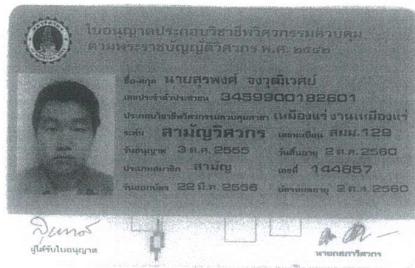 ใบอนุญาตประกอบวิชาชีพวิศวกรรมควบคุม
ตามพระราชบัญญัติวิศวกร พ.ศ. ๒๕๔๒
ชื่อ-สกุล นายสรพงศ์ จงวุฒิเวศย์
เลขประจำตัวประชาชน 3459900182601
ประกอบวิชาชีพวิศวกรรมควบคุมสาขา เหมืองแร่ งานเหมืองแร่
ระดับ สามัญวิศวกร เลขทะเบียน สหม.129
วันอนุญาต 3 ต.ค. 2555 วันสิ้นอายุ 2 ต.ค. 2560
ประเภทสมาชิก สามัญ เลขที่ 144857
วันออกบัตร 22 มี.ค. 2556 บัตรหมดอายุ 2 ต.ค. 2560
ผู้ได้รับใบอนุญาต
นายกสภาวิศวกร